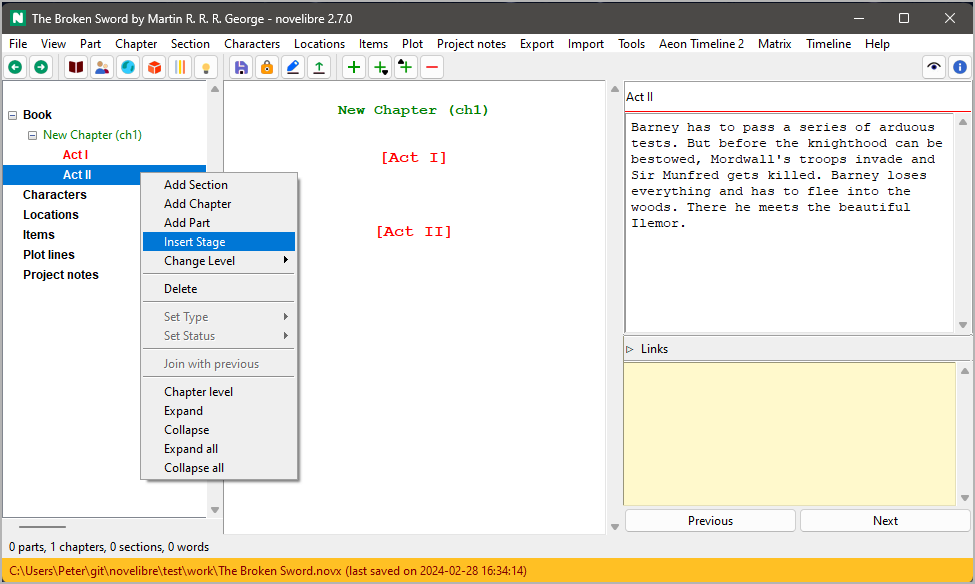 The Broken Sword by Martin R. R. R. George - novelibre 2.7.0
File View Part Chapter Section Characters Locations Items Plot Project notes Export Import Tools Aeon Timeline 2 Matrix Timeline Help
Book
New Chapter (ch1)
Act I
Act II
Characters
Locations
Items
Plot lines
Project notes
Add Section
Add Chapter
Add Part
Insert Stage
Change Level
Delete
Set Type
Set Status
Join with previous
Chapter level
Expand
Collapse
Expand all
Collapse all
New Chapter (ch1)
[Act I]
[Act II]
Act II
Barney has to pass a series of arduous
tests. But before the knighthood can be
bestowed, Mordwall's troops invade and
Sir Munfred gets killed. Barney loses
everything and has to flee into the
woods. There he meets the beautiful
Ilemor.
Links
Previous
Next
0 parts, 1 chapters, 0 sections, 0 words
C:\Users\Peter\git\novelibre\test\work\The Broken Sword.novx (last saved on 2024-02-28 16:34:14)